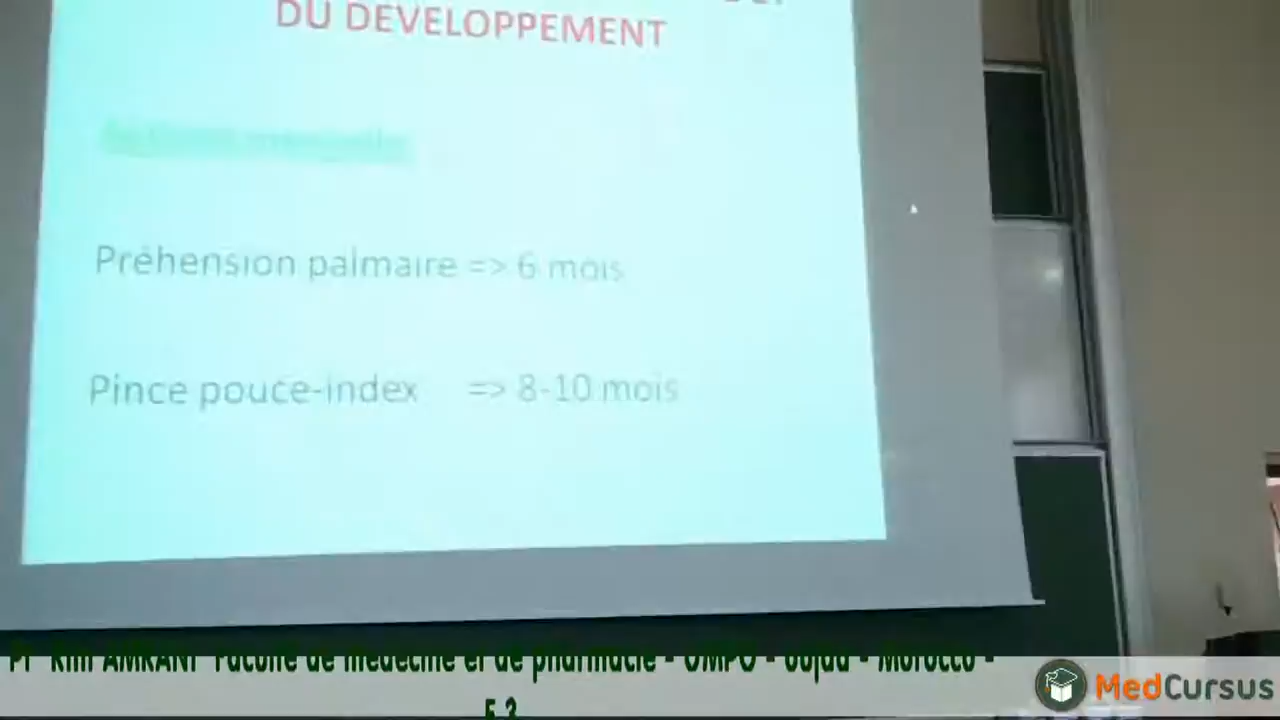 DU DEVELOPPEMENT
Préhension palmaire => 6 mois
Pince pouce-index => 8-10 mois
Faculté de médecine et de pharmacie - UMPO - Oujda - Morocco -
MedCursus